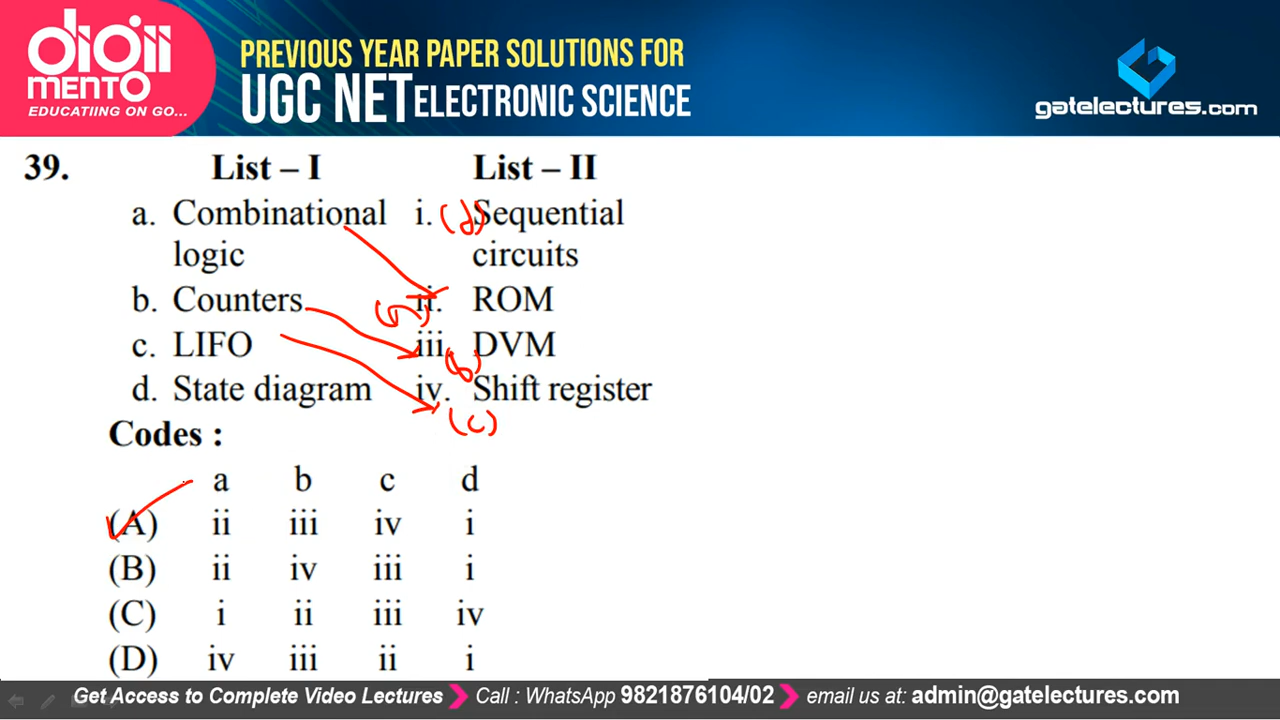 digii
MENTO
EDUCATIING ON GO...
PREVIOUS YEAR PAPER SOLUTIONS FOR
UGC NET ELECTRONIC SCIENCE
gatelectures.com
39. List – I List – II
a. Combinational logic i. (d) Sequential circuits
b. Counters ii. ROM
c. LIFO iii. DVM
(b)
d. State diagram iv. Shift register
(c)
Codes :
a b c d
(A) ii iii iv i
(B) ii iv iii i
(C) i ii iii iv
(D) iv iii ii i
Get Access to Complete Video Lectures Call : WhatsApp 9821876104/02 email us at: admin@gatelectures.com